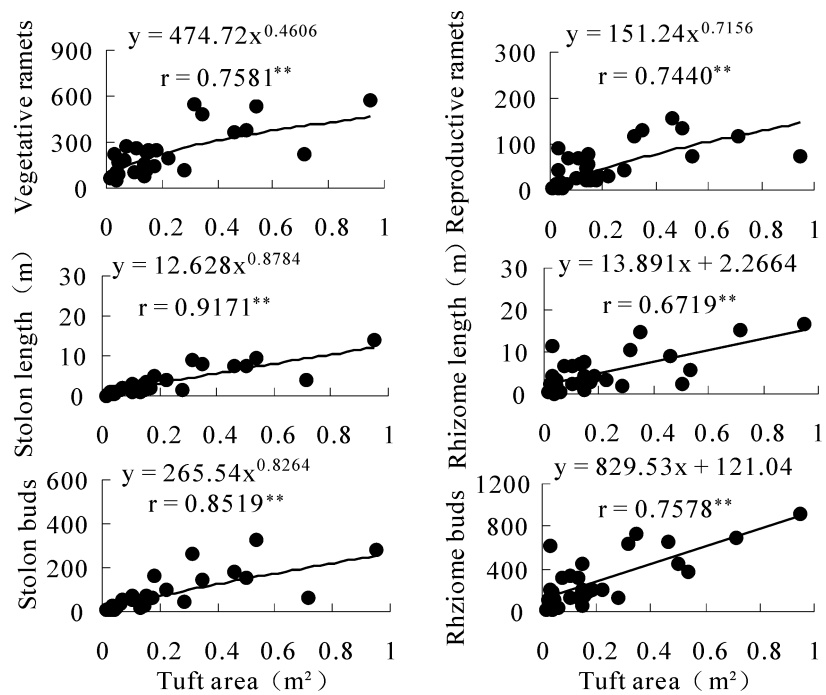 y = 474.72x^0.4606
r = 0.7581**
Vegetative ramets
900
600
300
0
0 0.2 0.4 0.6 0.8 1
y = 151.24x^0.7156
r = 0.7440**
Reproductive ramets
300
200
100
0
0 0.2 0.4 0.6 0.8 1
y = 12.628x^0.8784
r = 0.9171**
Stolon length（m）
30
20
10
0
0 0.2 0.4 0.6 0.8 1
y = 13.891x + 2.2664
r = 0.6719**
Rhizome length（m）
30
20
10
0
0 0.2 0.4 0.6 0.8 1
y = 265.54x^0.8264
r = 0.8519**
Stolon buds
600
400
200
0
0 0.2 0.4 0.6 0.8 1
Tuft area（m²）
y = 829.53x + 121.04
r = 0.7578**
Rhziome buds
1200
800
400
0
0 0.2 0.4 0.6 0.8 1
Tuft area（m²）